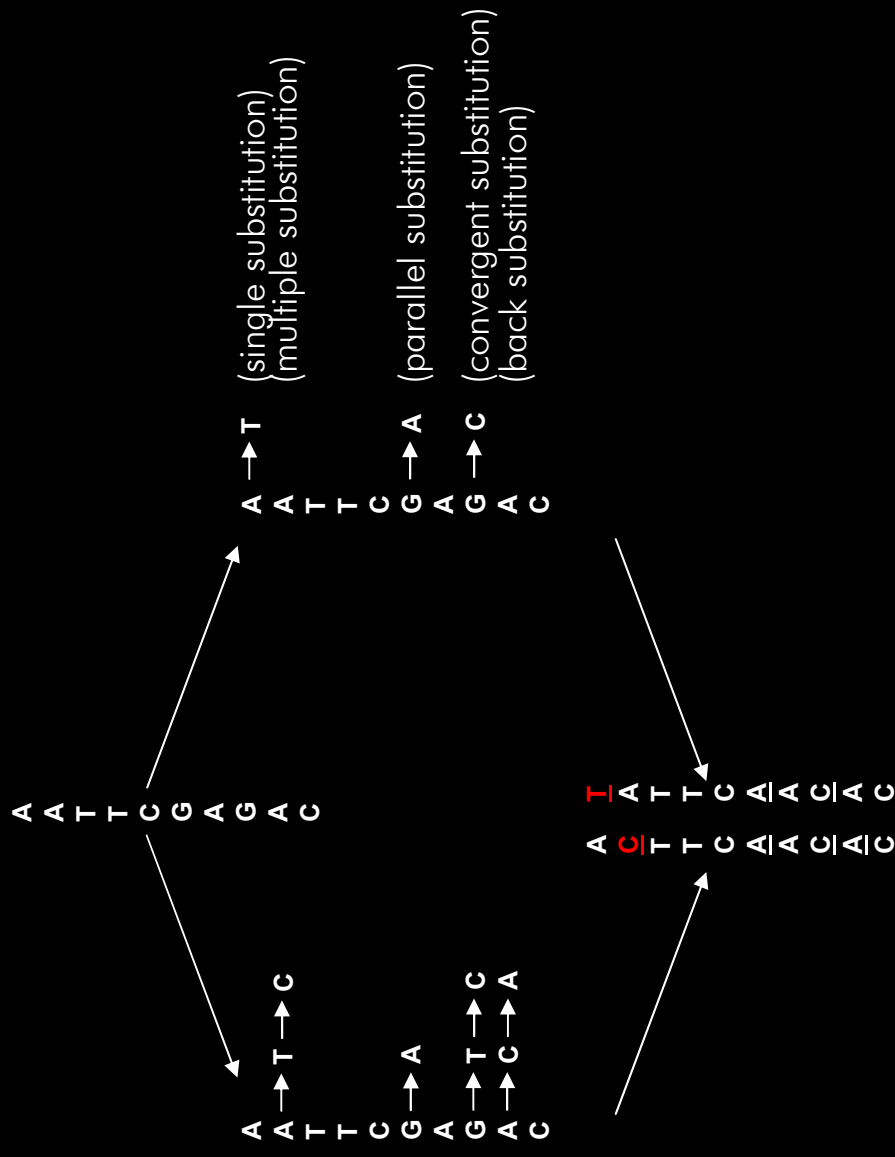 A
A
T
T
C
G
A
G
A
C
A A→T (single substitution)
A→T→C A (multiple substitution)
T T
T T
C C
G→A G→A (parallel substitution)
A A
G→T→C G→C (convergent substitution)
A→C→A A (back substitution)
C C
A T
C A
T T
T T
C C
A A
A A
C C
A A
C C